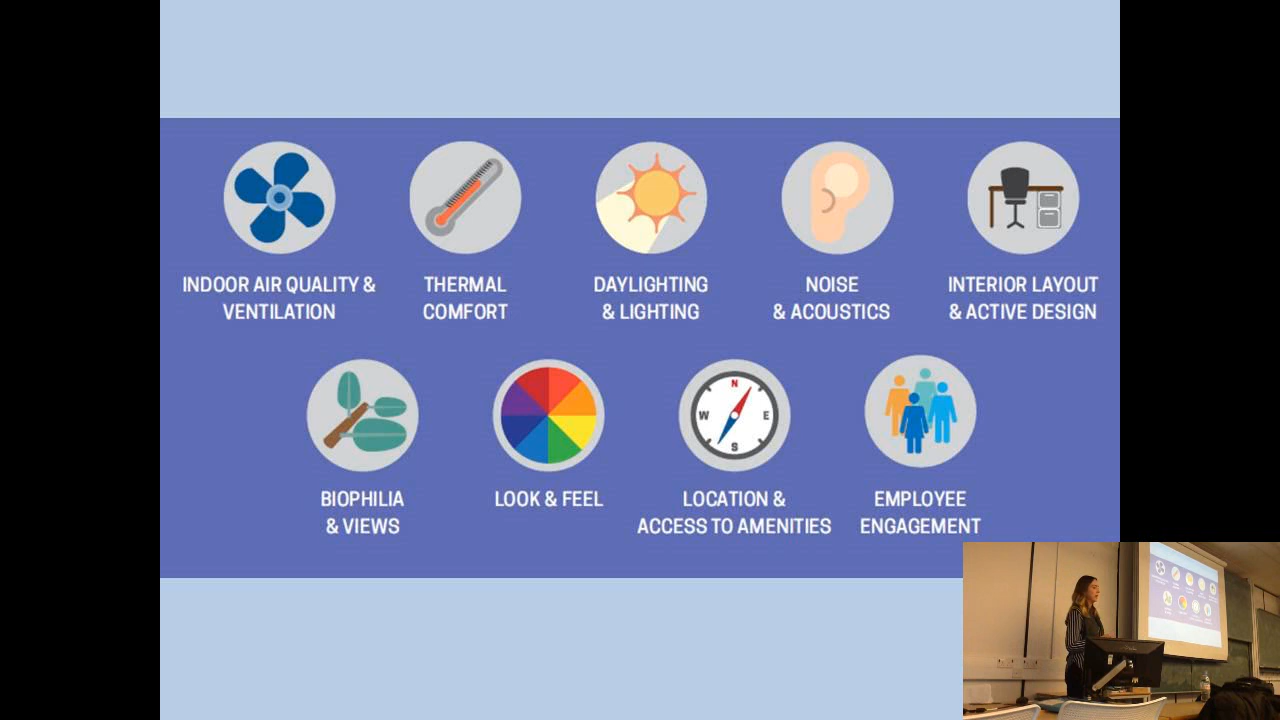 INDOOR AIR QUALITY &
VENTILATION
THERMAL
COMFORT
DAYLIGHTING
& LIGHTING
NOISE
& ACOUSTICS
INTERIOR LAYOUT
& ACTIVE DESIGN
N
W E
S
BIOPHILIA
& VIEWS
LOOK & FEEL
LOCATION &
ACCESS TO AMENITIES
EMPLOYEE
ENGAGEMENT